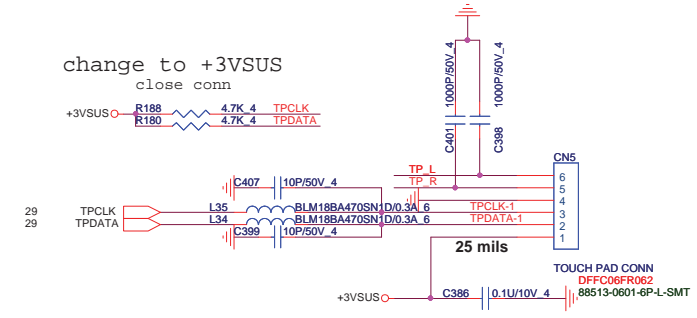 change to +3VSUS
close conn
+3VSUS
R188 4.7K_4 TPCLK
R180 4.7K_4 TPDATA
1000P/50V_4
1000P/50V_4
C401
C398
CN5
TP_L 6
TP_R 5
4
C407 10P/50V_4
29 TPCLK L35 BLM18BA470SN1D/0.3A_6 TPCLK-1 3
29 TPDATA L34 BLM18BA470SN1D/0.3A_6 TPDATA-1 2
C399 10P/50V_4
1
25 mils
TOUCH PAD CONN
DFFC06FR062
88513-0601-6P-L-SMT
+3VSUS C386 0.1U/10V_4